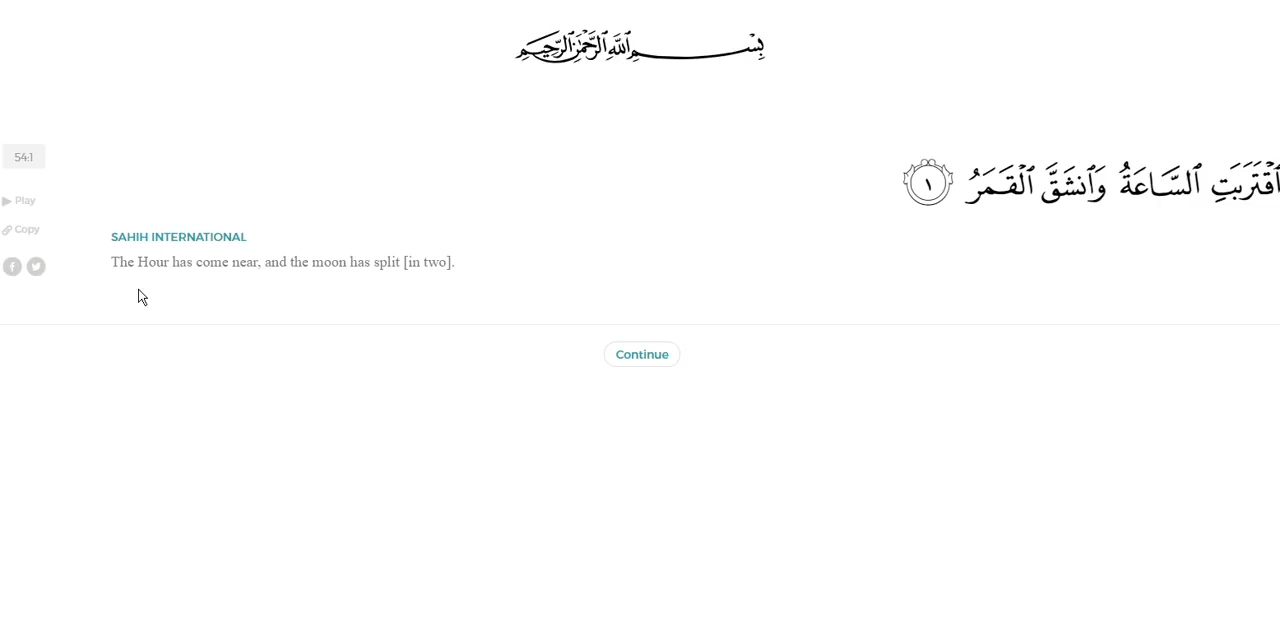 بِسْمِ ٱللَّهِ ٱلرَّحْمَٰنِ ٱلرَّحِيمِ
54:1
ٱقْتَرَبَتِ ٱلسَّاعَةُ وَٱنشَقَّ ٱلْقَمَرُ ١
Play
Copy
SAHIH INTERNATIONAL
The Hour has come near, and the moon has split [in two].
Continue